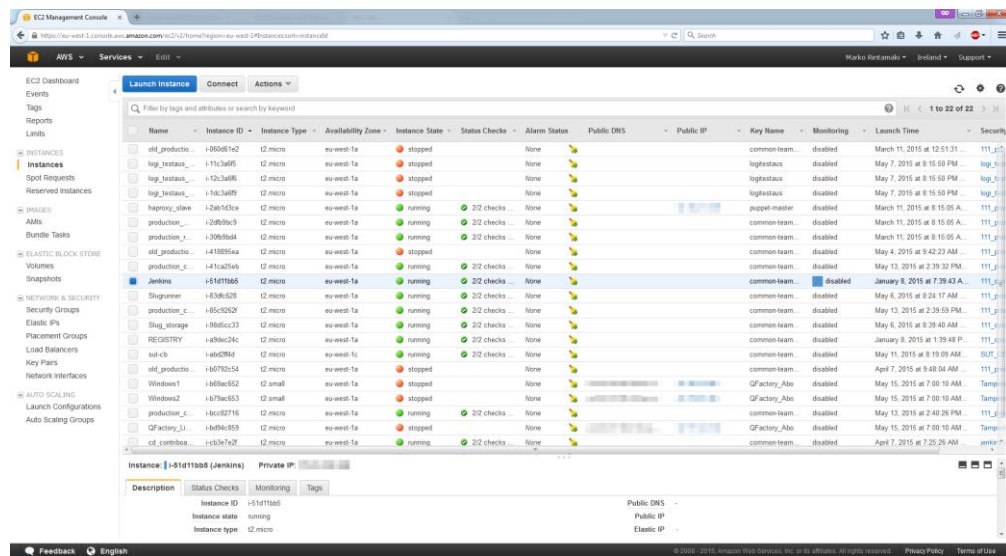 EC2 Management Console
https://eu-west-1.console.aws.amazon.com/ec2/v2/home?region=eu-west-1#Instances:sort=instanceId
Search
AWS Services Edit Marko Rintamäki Ireland Support
EC2 Dashboard
Events
Tags
Reports
Limits
INSTANCES
Instances
Spot Requests
Reserved Instances
IMAGES
AMIs
Bundle Tasks
ELASTIC BLOCK STORE
Volumes
Snapshots
NETWORK & SECURITY
Security Groups
Elastic IPs
Placement Groups
Load Balancers
Key Pairs
Network Interfaces
AUTO SCALING
Launch Configurations
Auto Scaling Groups
Launch Instance Connect Actions
Filter by tags and attributes or search by keyword 1 to 22 of 22
Name Instance ID Instance Type Availability Zone Instance State Status Checks Alarm Status Public DNS Public IP Key Name Monitoring Launch Time Security
old_productio... i-060d61e2 t2.micro eu-west-1a stopped None common-team... disabled March 11, 2015 at 12:51:31 ...
logi_testaus_... i-11c3a6f5 t2.micro eu-west-1a stopped None logitestaus disabled May 7, 2015 at 8:15:50 PM ...
logi_testaus_... i-12c3a6f6 t2.micro eu-west-1a stopped None logitestaus disabled May 7, 2015 at 8:15:50 PM ...
logi_testaus_... i-1dc3a6f9 t2.micro eu-west-1a stopped None logitestaus disabled May 7, 2015 at 8:15:50 PM ...
haproxy_slave i-2ab1d3ce t2.micro eu-west-1a running 2/2 checks ... None puppet-master disabled March 11, 2015 at 8:15:05 A...
production_... i-2dfb9bc9 t2.micro eu-west-1a running 2/2 checks ... None common-team... disabled March 11, 2015 at 8:15:05 A...
production_r... i-30fb9bd4 t2.micro eu-west-1a running 2/2 checks ... None common-team... disabled March 11, 2015 at 8:15:05 A...
old_productio... i-418895ea t2.micro eu-west-1a stopped None common-team... disabled May 4, 2015 at 9:42:23 AM ...
production_c... i-41ca25eb t2.micro eu-west-1a running 2/2 checks ... None common-team... disabled May 13, 2015 at 2:39:32 PM...
Jenkins i-51d11bb5 t2.micro eu-west-1a running 2/2 checks ... None common-team... disabled January 8, 2015 at 7:39:43 A...
Slugrunner i-83dfc628 t2.micro eu-west-1a running 2/2 checks ... None common-team... disabled May 6, 2015 at 8:24:17 AM ...
production_c... i-85c9262f t2.micro eu-west-1a running 2/2 checks ... None common-team... disabled May 13, 2015 at 2:39:59 PM...
Slug_storage i-98d5cc33 t2.micro eu-west-1a running 2/2 checks ... None common-team... disabled May 6, 2015 at 8:39:40 AM ...
REGISTRY i-a9dec24c t2.micro eu-west-1a running 2/2 checks ... None common-team... disabled January 8, 2015 at 1:39:48 P...
sut-cb i-abd2ff4d t2.micro eu-west-1c running 2/2 checks ... None common-team... disabled May 11, 2015 at 8:19:09 AM...
old_productio... i-b0792c54 t2.micro eu-west-1a stopped None common-team... disabled April 7, 2015 at 9:48:04 AM ...
Windows1 i-b69ac652 t2.small eu-west-1a stopped None QFactory_Abo disabled May 15, 2015 at 7:00:10 AM...
Windows2 i-b79ac653 t2.small eu-west-1a stopped None QFactory_Abo disabled May 15, 2015 at 7:00:10 AM...
production_c... i-bcc82716 t2.micro eu-west-1a running 2/2 checks ... None common-team... disabled May 13, 2015 at 2:40:26 PM...
QFactory_Li... i-bd94c859 t2.micro eu-west-1a stopped None QFactory_Abo disabled May 15, 2015 at 7:00:10 AM...
cd_contriboa... i-cb3e7e2f t2.micro eu-west-1a running 2/2 checks ... None common-team... disabled April 7, 2015 at 7:25:26 AM ...
Instance: i-51d11bb5 (Jenkins) Private IP:
Description Status Checks Monitoring Tags
Instance ID i-51d11bb5 Public DNS -
Instance state running Public IP -
Instance type t2.micro Elastic IP -
Feedback English © 2008 - 2015, Amazon Web Services, Inc. or its affiliates. All rights reserved. Privacy Policy Terms of Use